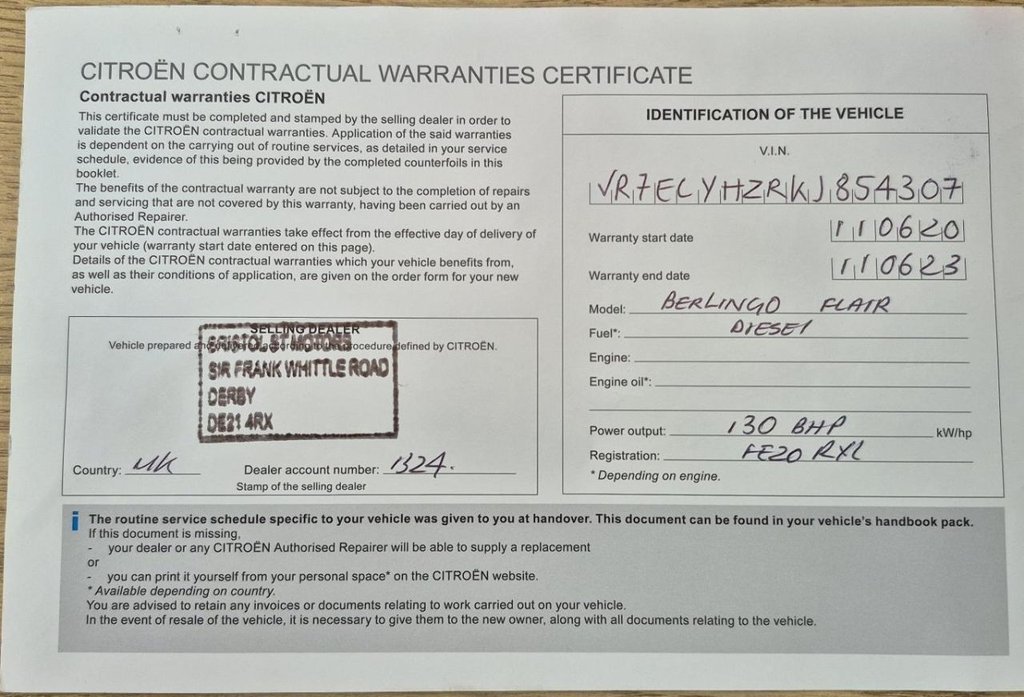 CITROËN CONTRACTUAL WARRANTIES CERTIFICATE
Contractual warranties CITROËN
This certificate must be completed and stamped by the selling dealer in order to
validate the CITROËN contractual warranties. Application of the said warranties
is dependent on the carrying out of routine services, as detailed in your service
schedule, evidence of this being provided by the completed counterfoils in this
booklet.
The benefits of the contractual warranty are not subject to the completion of repairs
and servicing that are not covered by this warranty, having been carried out by an
Authorised Repairer.
The CITROËN contractual warranties take effect from the effective day of delivery of
your vehicle (warranty start date entered on this page).
Details of the CITROËN contractual warranties which your vehicle benefits from,
as well as their conditions of application, are given on the order form for your new
vehicle.
SELLING DEALER
Vehicle prepared and delivered according to the procedure defined by CITROËN.
BRISTOL ST MOTORS
SIR FRANK WHITTLE ROAD
DERBY
DE21 4RX
Country: UK Dealer account number: 1324.
Stamp of the selling dealer
IDENTIFICATION OF THE VEHICLE
V.I.N.
VR7ECYHZRKJ854307
Warranty start date 110620
Warranty end date 110623
Model: BERLINGO FLAIR
Fuel*: DIESEL
Engine:
Engine oil*:
Power output: 130 BHP kW/hp
Registration: FE20 RXL
* Depending on engine.
i The routine service schedule specific to your vehicle was given to you at handover. This document can be found in your vehicle's handbook pack.
If this document is missing,
- your dealer or any CITROËN Authorised Repairer will be able to supply a replacement
or
- you can print it yourself from your personal space* on the CITROËN website.
* Available depending on country.
You are advised to retain any invoices or documents relating to work carried out on your vehicle.
In the event of resale of the vehicle, it is necessary to give them to the new owner, along with all documents relating to the vehicle.